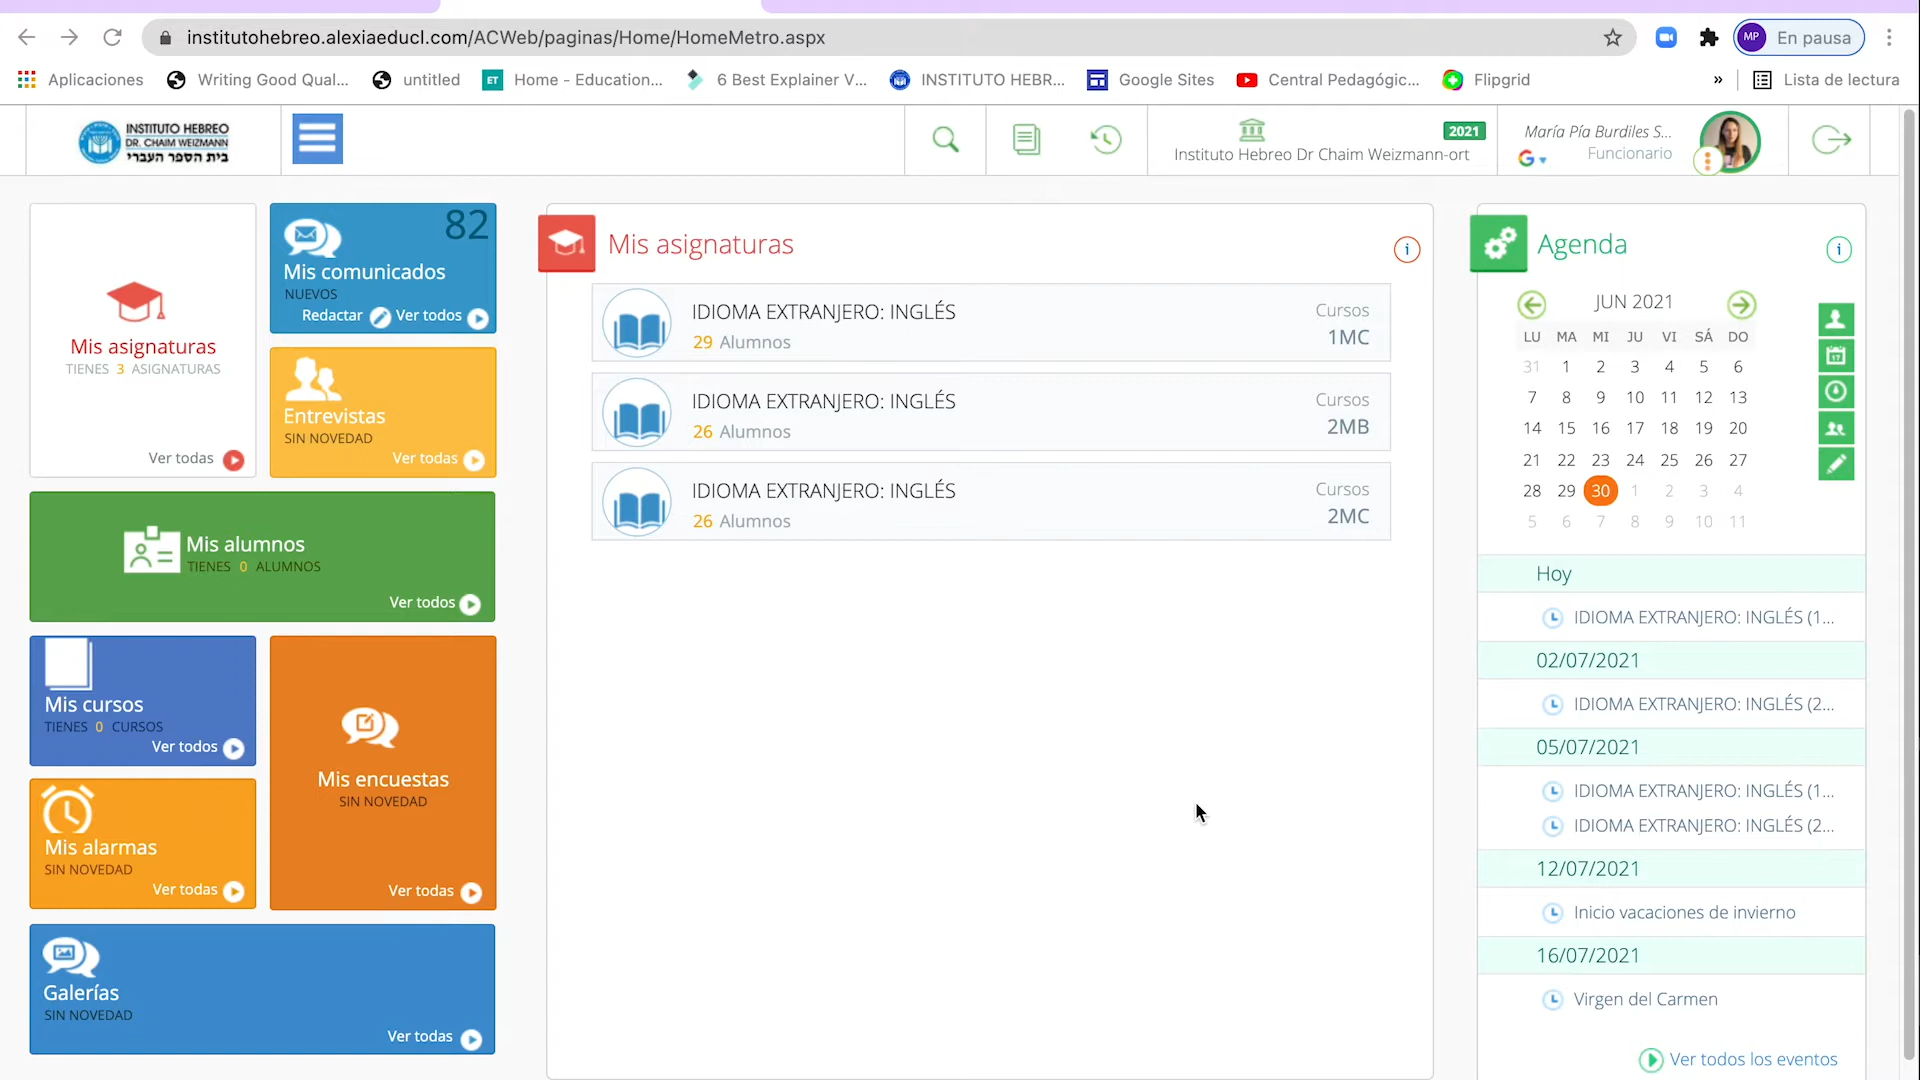 institutohebreo.alexiaeducl.com/ACWeb/paginas/Home/HomeMetro.aspx
MP En pausa
Aplicaciones Writing Good Qual... untitled ET Home - Education... 6 Best Explainer V... INSTITUTO HEBR... Google Sites Central Pedagógic... Flipgrid » Lista de lectura
INSTITUTO HEBREO
DR. CHAIM WEIZMANN
בית הספר העברי
2021
Instituto Hebreo Dr Chaim Weizmann-ort
María Pía Burdiles S...
Funcionario
Mis asignaturas
TIENES 3 ASIGNATURAS
Ver todas
82
Mis comunicados
NUEVOS
Redactar Ver todos
Entrevistas
SIN NOVEDAD
Ver todas
Mis alumnos
TIENES 0 ALUMNOS
Ver todos
Mis cursos
TIENES 0 CURSOS
Ver todos
Mis encuestas
SIN NOVEDAD
Ver todas
Mis alarmas
SIN NOVEDAD
Ver todas
Galerías
SIN NOVEDAD
Ver todas
Mis asignaturas
IDIOMA EXTRANJERO: INGLÉS Cursos
29 Alumnos 1MC
IDIOMA EXTRANJERO: INGLÉS Cursos
26 Alumnos 2MB
IDIOMA EXTRANJERO: INGLÉS Cursos
26 Alumnos 2MC
Agenda
JUN 2021
LU MA MI JU VI SÁ DO
31 1 2 3 4 5 6
7 8 9 10 11 12 13
14 15 16 17 18 19 20
21 22 23 24 25 26 27
28 29 30 1 2 3 4
5 6 7 8 9 10 11
Hoy
IDIOMA EXTRANJERO: INGLÉS (1...
02/07/2021
IDIOMA EXTRANJERO: INGLÉS (2...
05/07/2021
IDIOMA EXTRANJERO: INGLÉS (1...
IDIOMA EXTRANJERO: INGLÉS (2...
12/07/2021
Inicio vacaciones de invierno
16/07/2021
Virgen del Carmen
Ver todos los eventos